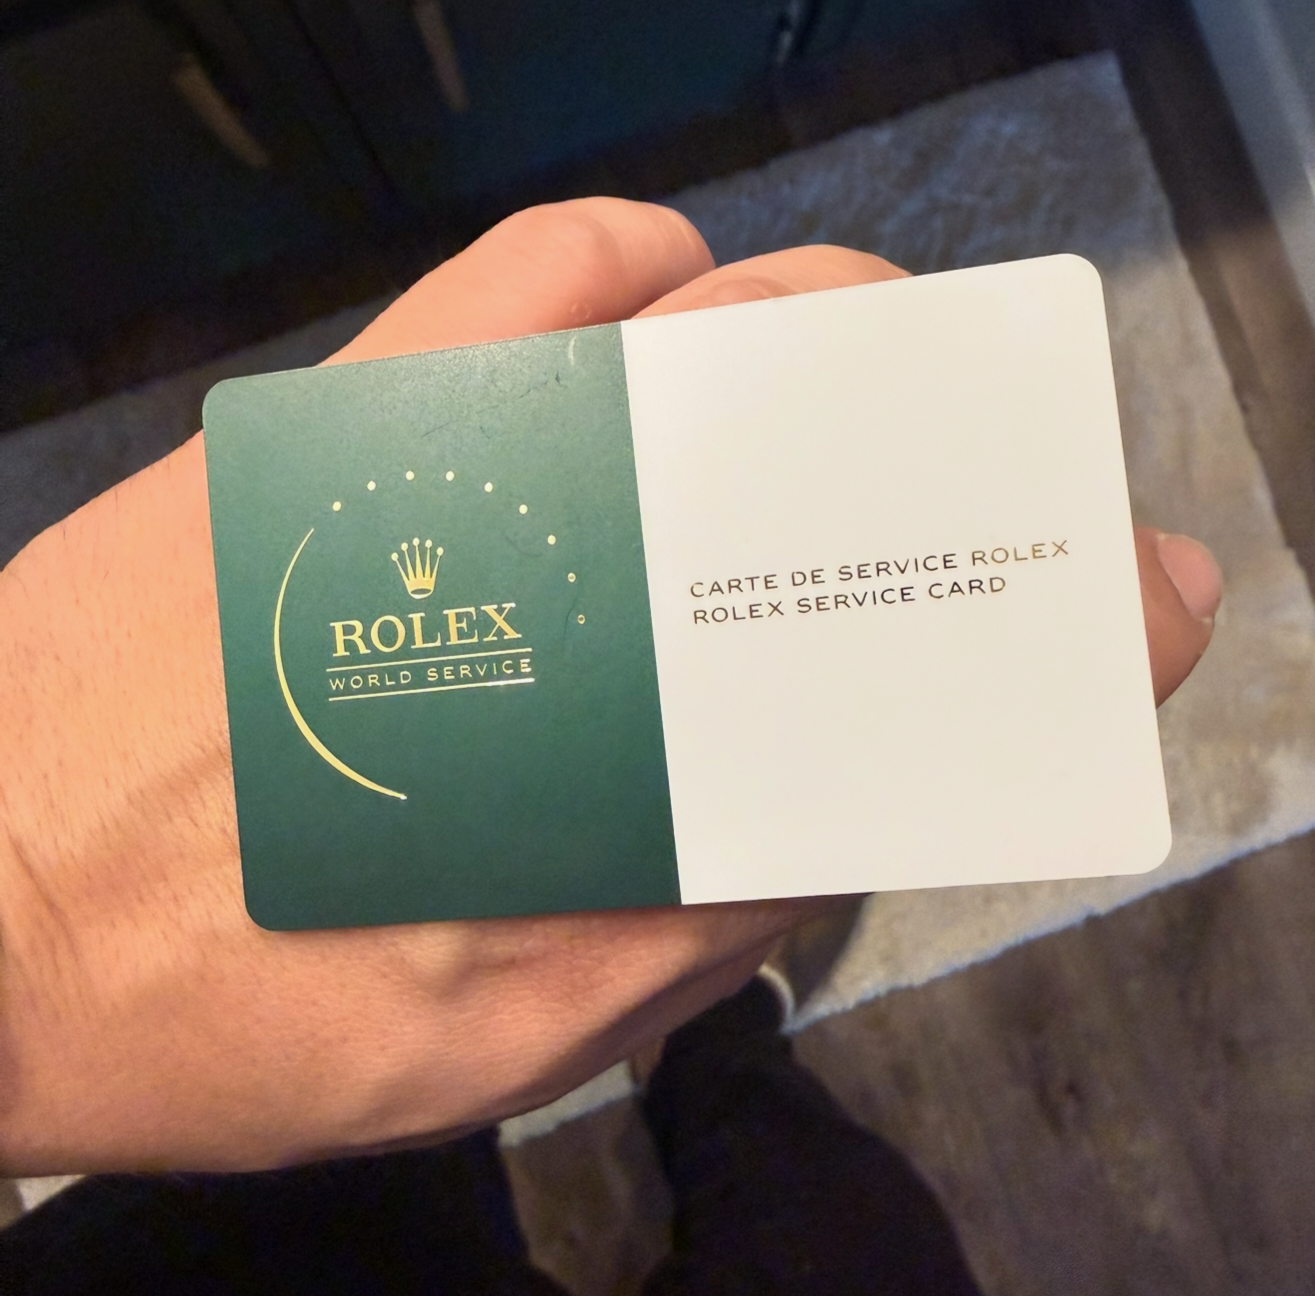 ROLEX
WORLD SERVICE
CARTE DE SERVICE ROLEX
ROLEX SERVICE CARD